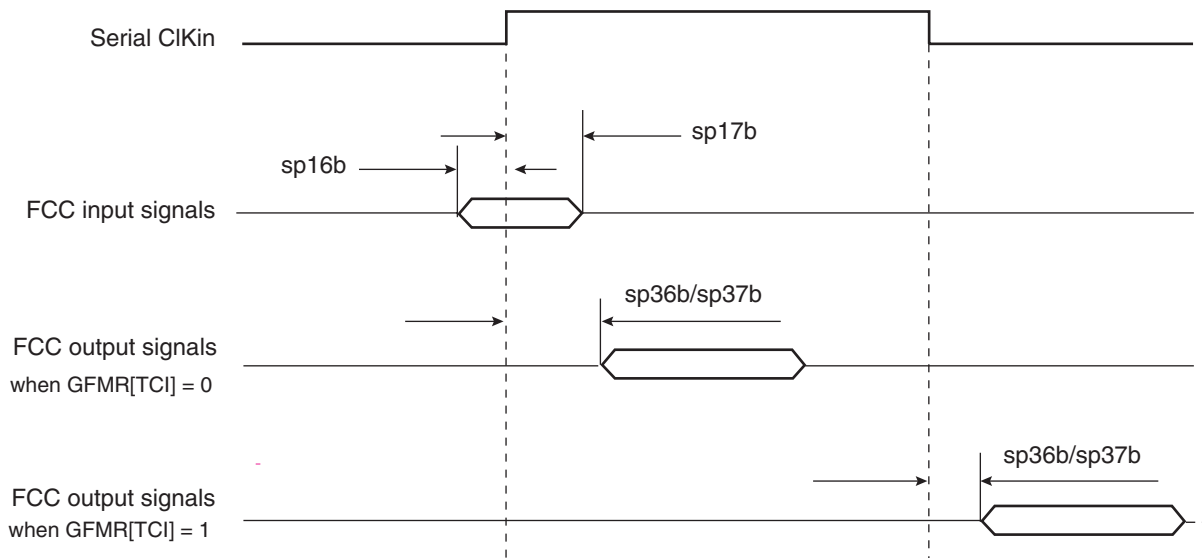 Serial ClKin
sp17b
sp16b
FCC input signals
sp36b/sp37b
FCC output signals
when GFMR[TCI] = 0
sp36b/sp37b
FCC output signals
when GFMR[TCI] = 1